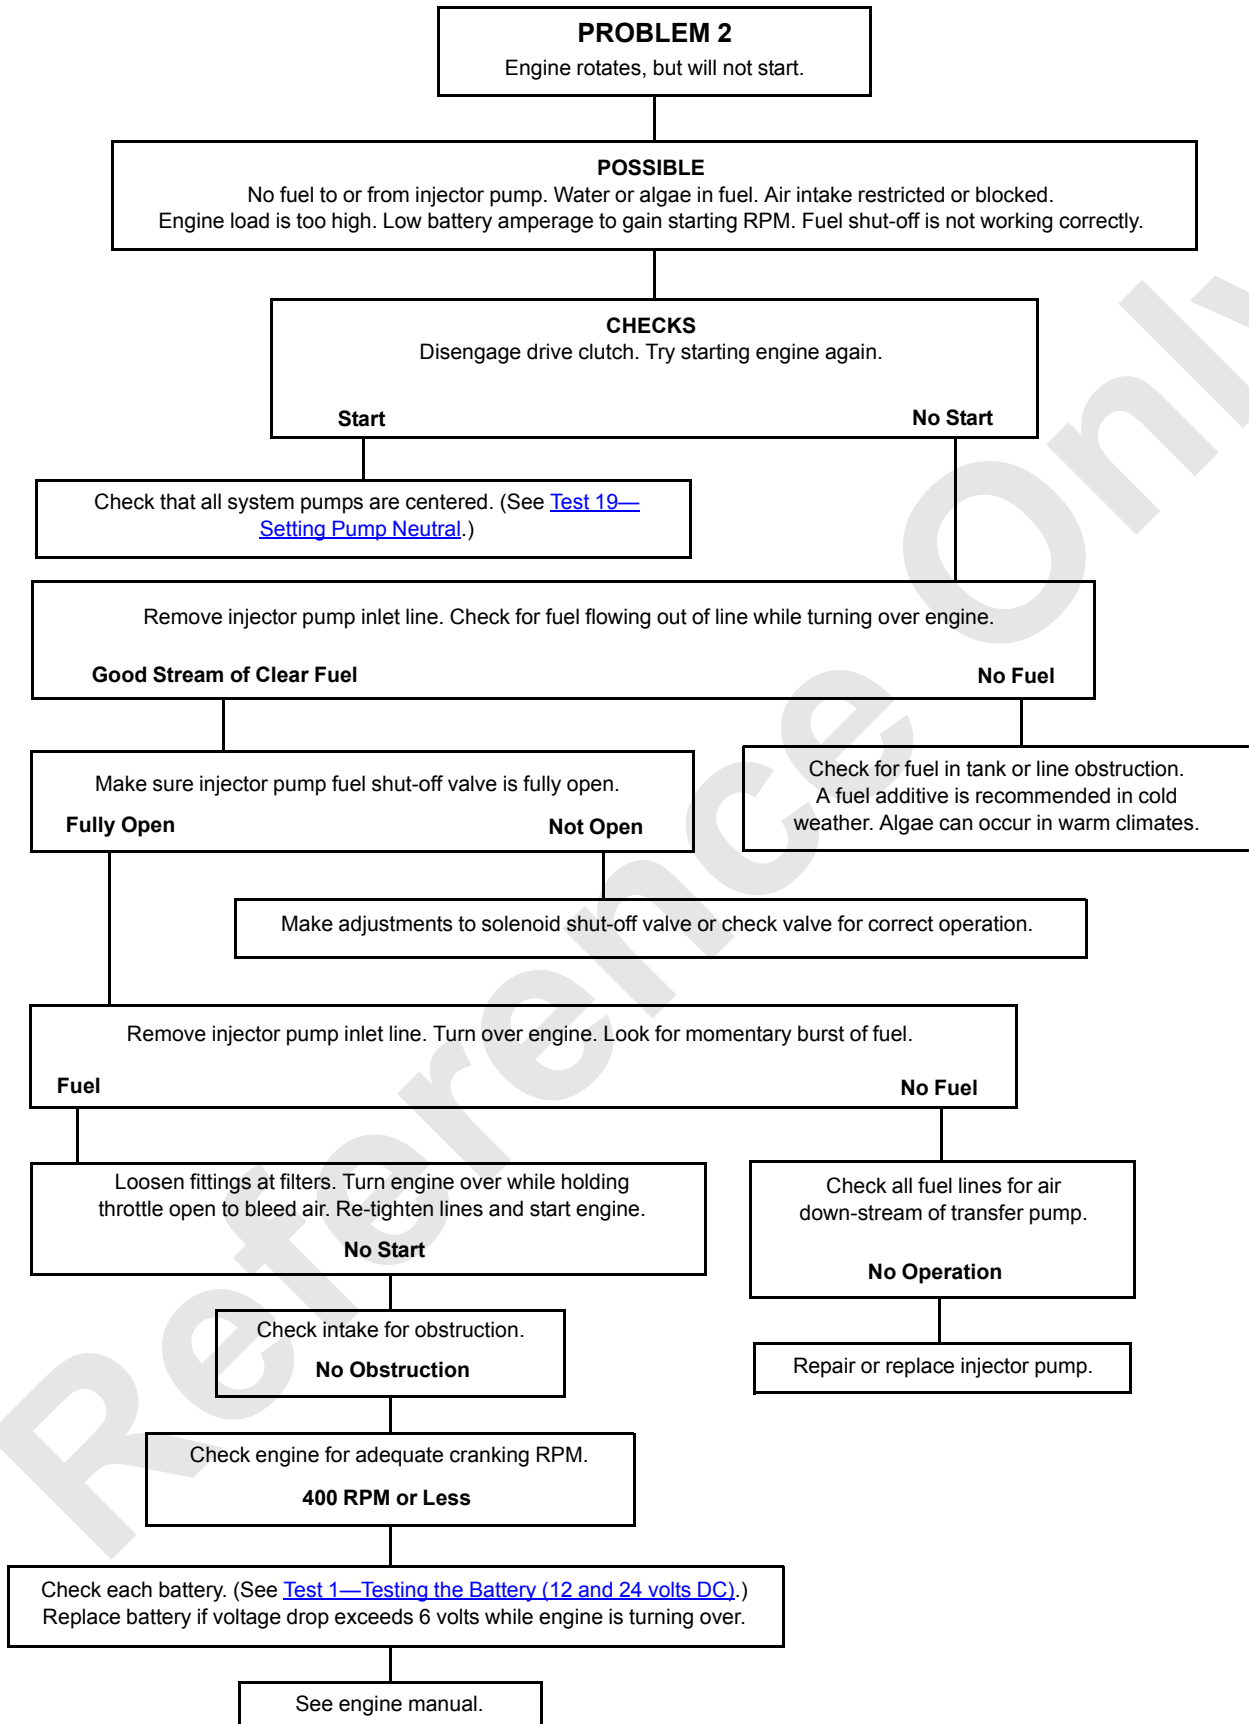 PROBLEM 2
Engine rotates, but will not start.
POSSIBLE
No fuel to or from injector pump. Water or algae in fuel. Air intake restricted or blocked.
Engine load is too high. Low battery amperage to gain starting RPM. Fuel shut-off is not working correctly.
CHECKS
Disengage drive clutch. Try starting engine again.
Start
No Start
Check that all system pumps are centered. (See Test 19—
Setting Pump Neutral.)
Remove injector pump inlet line. Check for fuel flowing out of line while turning over engine.
Good Stream of Clear Fuel
No Fuel
Make sure injector pump fuel shut-off valve is fully open.
Fully Open
Not Open
Check for fuel in tank or line obstruction.
A fuel additive is recommended in cold
weather. Algae can occur in warm climates.
Make adjustments to solenoid shut-off valve or check valve for correct operation.
Remove injector pump inlet line. Turn over engine. Look for momentary burst of fuel.
Fuel
No Fuel
Loosen fittings at filters. Turn engine over while holding
throttle open to bleed air. Re-tighten lines and start engine.
No Start
Check all fuel lines for air
down-stream of transfer pump.
No Operation
Check intake for obstruction.
No Obstruction
Repair or replace injector pump.
Check engine for adequate cranking RPM.
400 RPM or Less
Check each battery. (See Test 1—Testing the Battery (12 and 24 volts DC).)
Replace battery if voltage drop exceeds 6 volts while engine is turning over.
See engine manual.
Reference Only